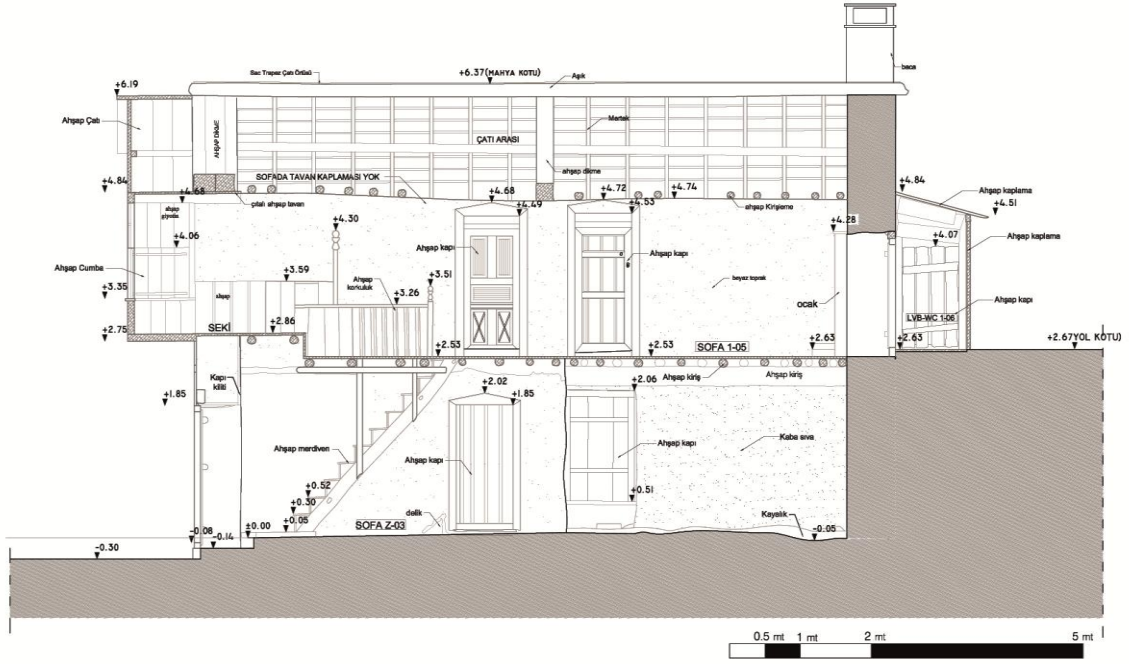 +6.37(MAHYA KOTU)
Sac Trapez Çatı Örtüsü
Aşık
baca
+6.19
Ahşap Çatı
AHŞAP DİKME
Mertek
ÇATI ARASI
ahşap dikme
SOFADA TAVAN KAPLAMASI YOK
+4.84
+4.68
çıtalı ahşap tavan
+4.68
+4.49
+4.72
+4.53
+4.74
ahşap Kirişleme
+4.84
Ahşap kaplama
+4.51
+4.30
+4.28
+4.06
Ahşap kapı
Ahşap kapı
+4.07
Ahşap kaplama
Ahşap Cumba
+3.59
+3.51
Ahşap
korkuluk
beyaz toprak
+3.35
ahşap
+3.26
ocak
Ahşap kapı
LVB-WC 1-06
SEKİ
+2.86
+2.75
+2.53
+2.53
SOFA 1-05
+2.63
+2.63
+2.67YOL KOTU)
Ahşap kiriş
Ahşap kiriş
Kapı
kiliti
+2.02
+2.06
+1.85
+1.85
Ahşap merdiven
Ahşap kapı
Ahşap kapı
Kaba sıva
+0.52
+0.51
+0.30
+0.05
±0.00
SOFA Z-03
delik
Kayalık
-0.05
-0.08
-0.14
-0.30
0.5 mt 1 mt 2 mt 5 mt